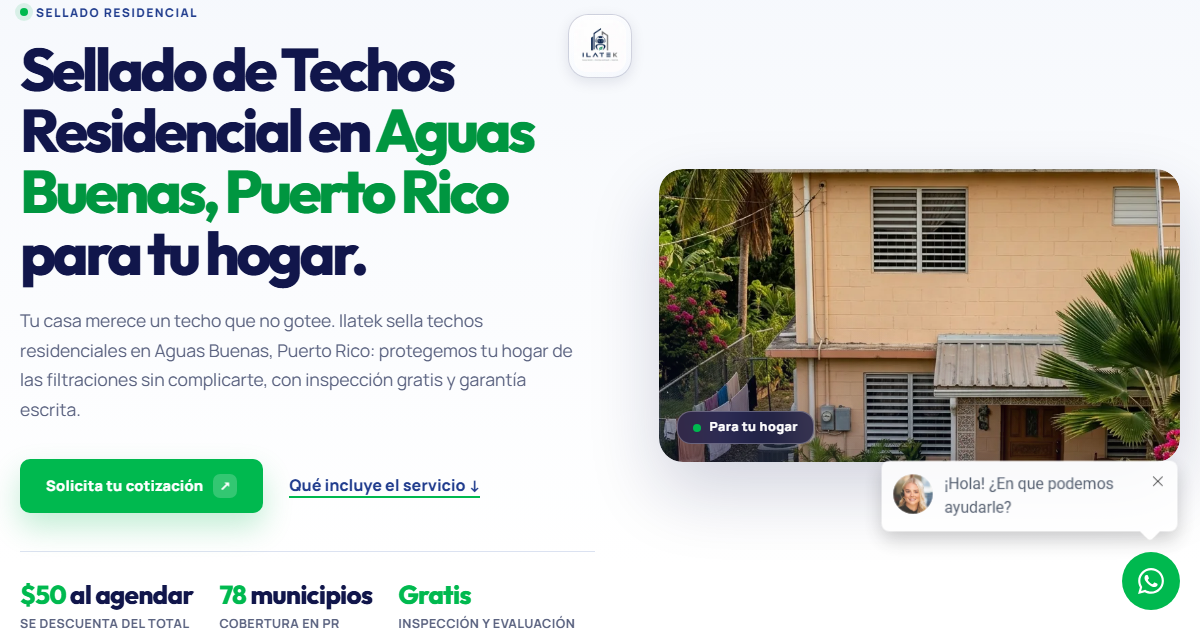 SELLADO RESIDENCIAL
ILATEK
Sellado de Techos
Residencial en Aguas
Buenas, Puerto Rico
para tu hogar.
Tu casa merece un techo que no gotee. Ilatek sella techos
residenciales en Aguas Buenas, Puerto Rico: protegemos tu hogar de
las filtraciones sin complicarte, con inspección gratis y garantía
escrita.
Solicita tu cotización ↗
Qué incluye el servicio ↓
Para tu hogar
¡Hola! ¿En que podemos
ayudarle?
$50 al agendar
SE DESCUENTA DEL TOTAL
78 municipios
COBERTURA EN PR
Gratis
INSPECCIÓN Y EVALUACIÓN